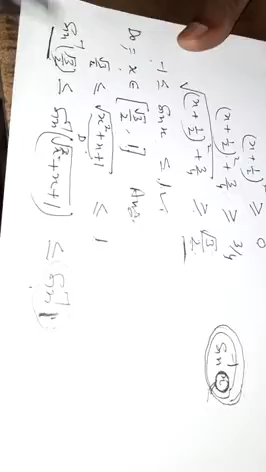 (x + 1/2)² ≥ 0
(x + 1/2)² + 3/4 ≥ 3/4
√((x + 1/2)² + 3/4) ≥ √3/2
-1 ≤ sin x ≤ 1
D: x ∈ [√3/2, 1] Ans.
√3/2 ≤ √(x² + x + 1) ≤ 1
sin⁻¹(√3/2) ≤ sin⁻¹(√(x² + x + 1)) ≤ sin⁻¹ 1
sin⁻¹